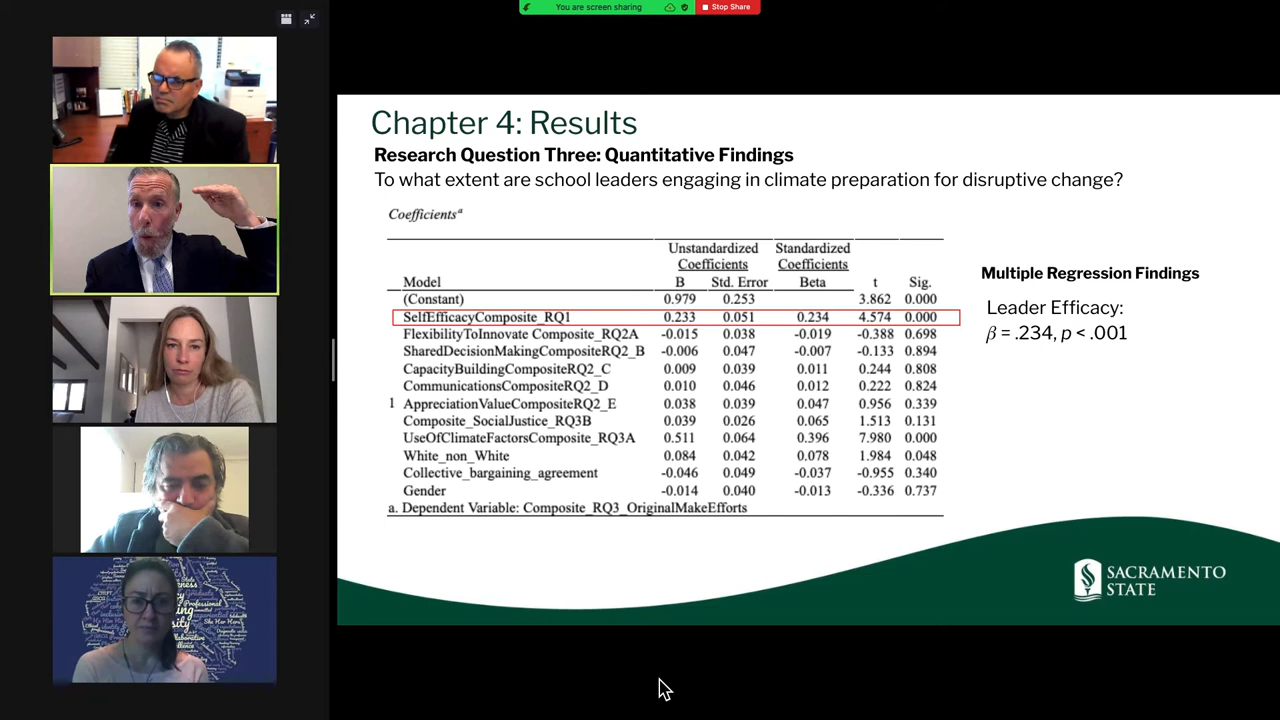 You are screen sharing
Stop Share
Chapter 4: Results
Research Question Three: Quantitative Findings
To what extent are school leaders engaging in climate preparation for disruptive change?
Coefficientsª
Unstandardized Standardized
Coefficients Coefficients
Model B Std. Error Beta t Sig.
(Constant) 0.979 0.253 3.862 0.000
SelfEfficacyComposite_RQ1 0.233 0.051 0.234 4.574 0.000
FlexibilityToInnovate Composite_RQ2A -0.015 0.038 -0.019 -0.388 0.698
SharedDecisionMakingCompositeRQ2_B -0.006 0.047 -0.007 -0.133 0.894
CapacityBuildingCompositeRQ2_C 0.009 0.039 0.011 0.244 0.808
CommunicationsCompositeRQ2_D 0.010 0.046 0.012 0.222 0.824
1 AppreciationValueCompositeRQ2_E 0.038 0.039 0.047 0.956 0.339
Composite_SocialJustice_RQ3B 0.039 0.026 0.065 1.513 0.131
UseOfClimateFactorsComposite_RQ3A 0.511 0.064 0.396 7.980 0.000
White_non_White 0.084 0.042 0.078 1.984 0.048
Collective_bargaining_agreement -0.046 0.049 -0.037 -0.955 0.340
Gender -0.014 0.040 -0.013 -0.336 0.737
a. Dependent Variable: Composite_RQ3_OriginalMakeEfforts
Multiple Regression Findings
Leader Efficacy:
β = .234, p < .001
SACRAMENTO
STATE
Professional